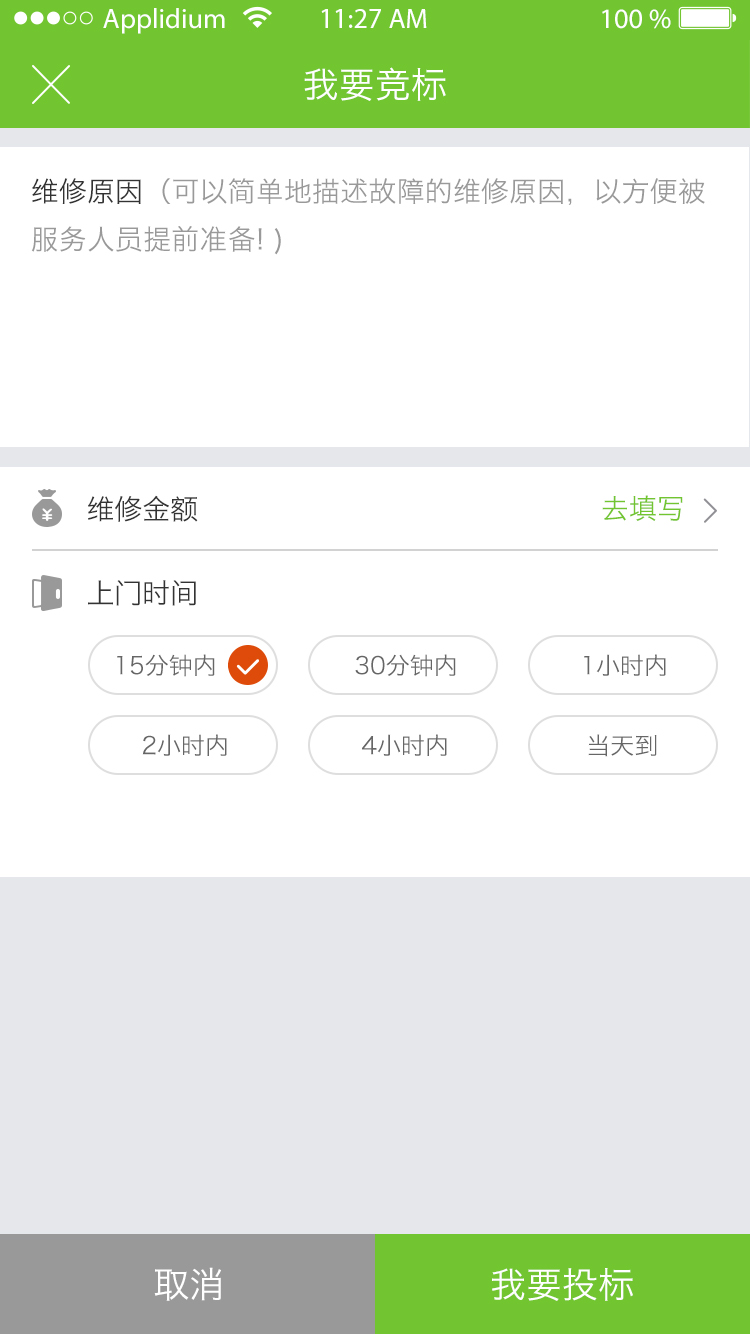 Applidium 11:27 AM 100 %
我要竞标
维修原因（可以简单地描述故障的维修原因，以方便被
服务人员提前准备！)
¥ 维修金额 去填写
上门时间
15分钟内 30分钟内 1小时内
2小时内 4小时内 当天到
取消 我要投标